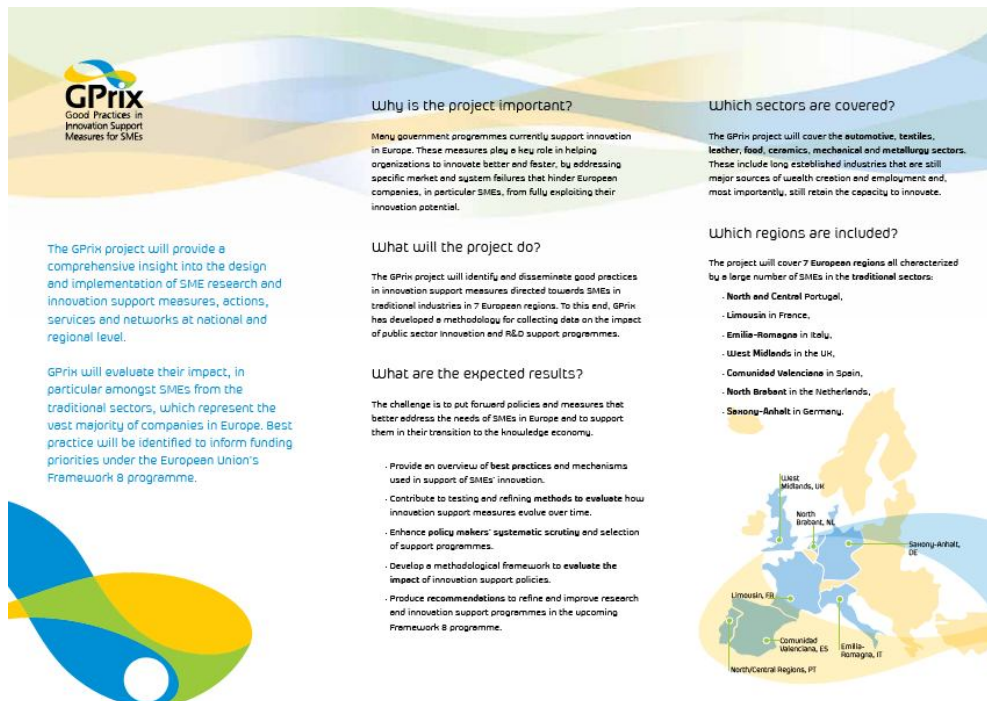 GPrix
Good Practices in
Innovation Support
Measures for SMEs
The GPrix project will provide a
comprehensive insight into the design
and implementation of SME research and
innovation support measures, actions,
services and networks at national and
regional level.
GPrix will evaluate their impact, in
particular amongst SMEs from the
traditional sectors, which represent the
vast majority of companies in Europe. Best
practice will be identified to inform funding
priorities under the European Union's
Framework 8 programme.
Why is the project important?
Many government programmes currently support innovation
in Europe. These measures play a key role in helping
organizations to innovate better and faster, by addressing
specific market and system failures that hinder European
companies, in particular SMEs, from fully exploiting their
innovation potential.
What will the project do?
The GPrix project will identify and disseminate good practices
in innovation support measures directed towards SMEs in
traditional industries in 7 European regions. To this end, GPrix
has developed a methodology for collecting data on the impact
of public sector Innovation and R&D support programmes.
What are the expected results?
The challenge is to put forward policies and measures that
better address the needs of SMEs in Europe and to support
them in their transition to the knowledge economy.
- Provide an overview of best practices and mechanisms
used in support of SMEs' innovation.
- Contribute to testing and refining methods to evaluate how
innovation support measures evolve over time.
- Enhance policy makers' systematic scrutiny and selection
of support programmes.
- Develop a methodological framework to evaluate the
impact of innovation support policies.
- Produce recommendations to refine and improve research
and innovation support programmes in the upcoming
Framework 8 programme.
Which sectors are covered?
The GPrix project will cover the automotive, textiles,
leather, food, ceramics, mechanical and metallurgy sectors.
These include long established industries that are still
major sources of wealth creation and employment and,
most importantly, still retain the capacity to innovate.
Which regions are included?
The project will cover 7 European regions all characterized
by a large number of SMEs in the traditional sectors:
- North and Central Portugal,
- Limousin in France,
- Emilia-Romagna in Italy,
- West Midlands in the UK,
- Comunidad Valenciana in Spain,
- North Brabant in the Netherlands,
- Saxony-Anhalt in Germany.
West
Midlands, UK
North
Brabant, NL
Saxony-Anhalt,
DE
Limousin, FR
Comunidad
Valenciana, ES
Emilia-
Romagna, IT
North/Central Regions, PT